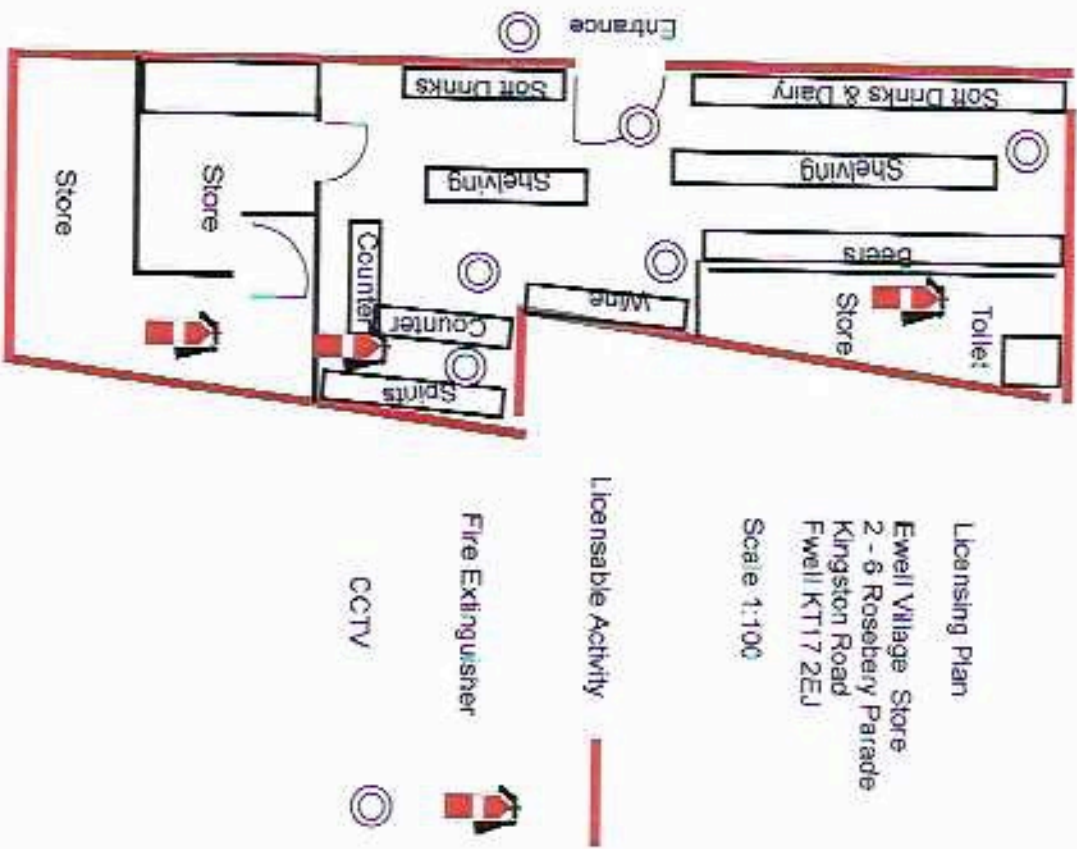 Licensing Plan
Ewell Village Store
2 - 6 Rosebery Parade
Kingston Road
Ewell KT17 2EJ
Scale 1:100
Licensable Activity
Fire Extinguisher
CCTV
Entrance
Soft Drinks
Soft Drinks & Dairy
Shelving
Shelving
Beers
Store
Store
Counter
Counter
Wine
Spirits
Store
Toilet